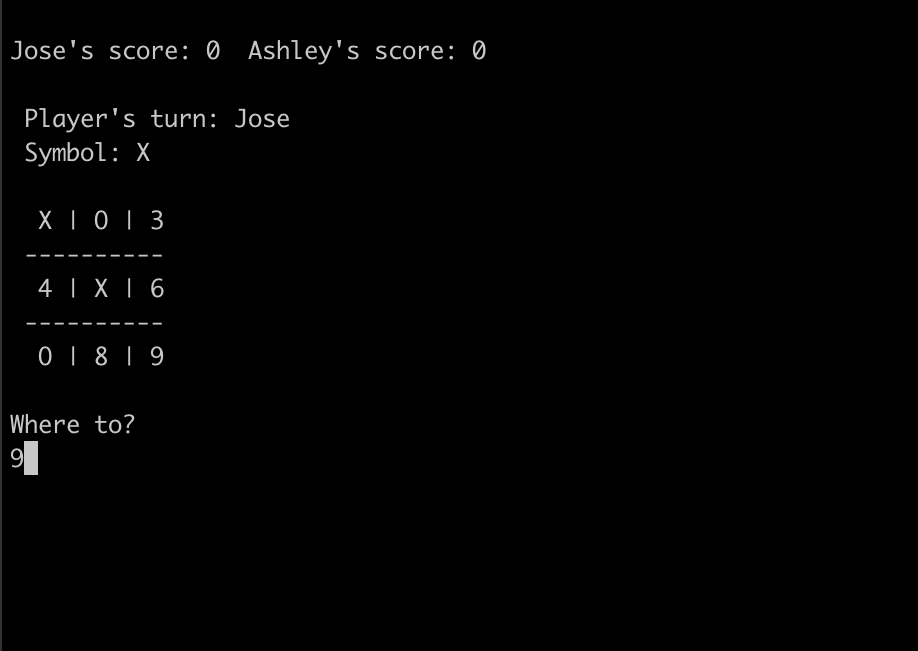 Jose's score: 0  Ashley's score: 0
Player's turn: Jose
Symbol: X
X | O | 3
----------
4 | X | 6
----------
O | 8 | 9
Where to?
9